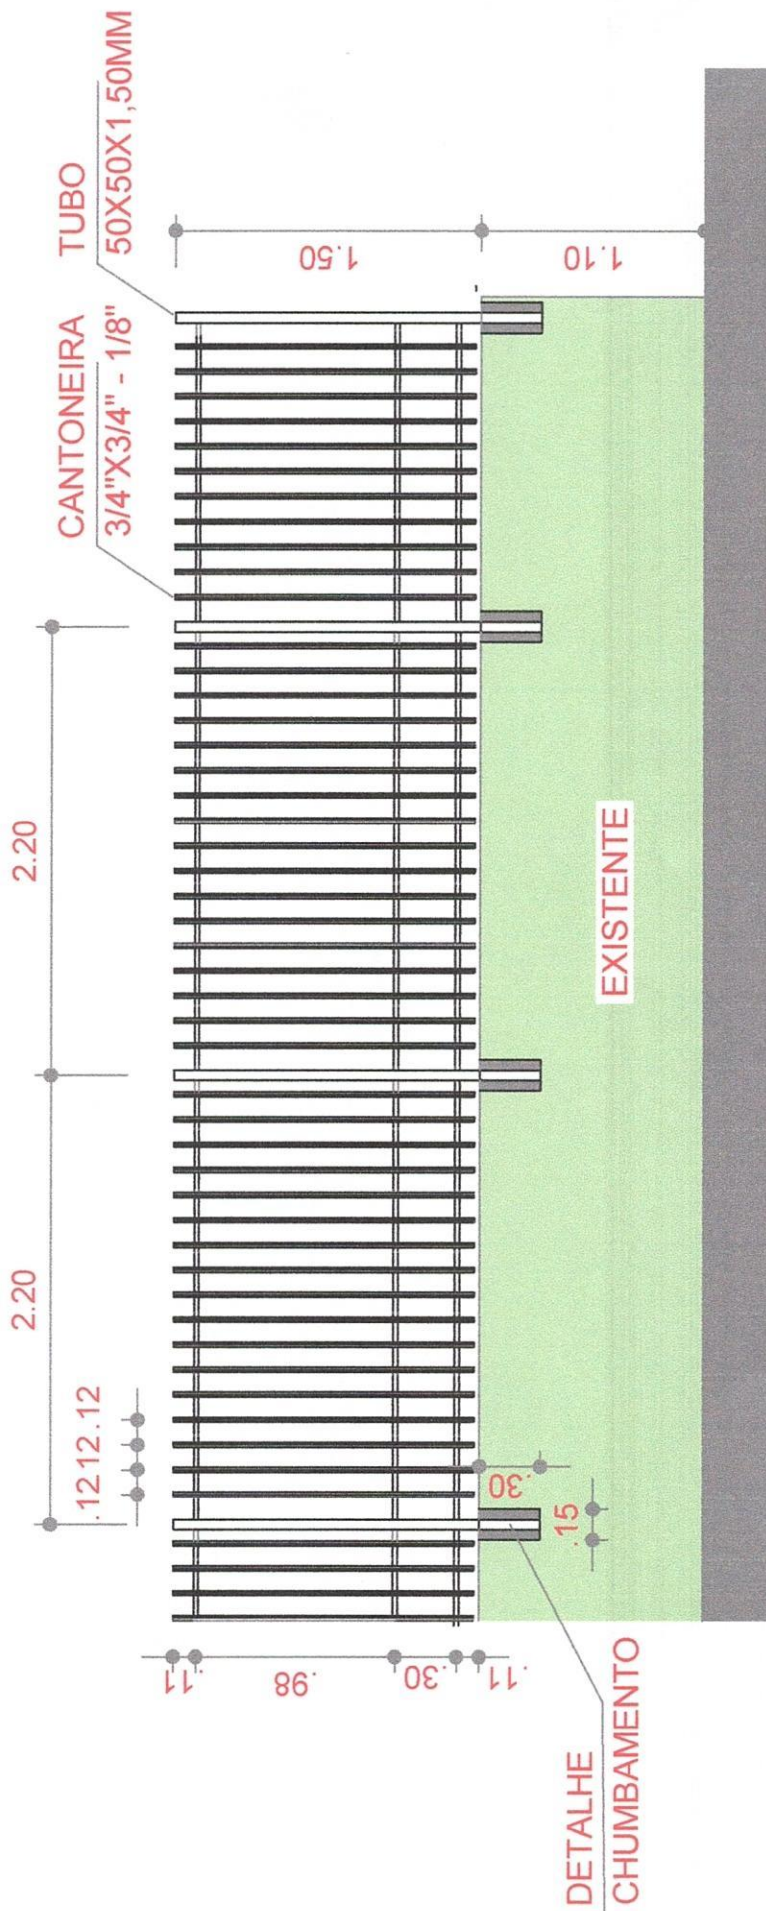 2.20
2.20
.12
.12
.12
TUBO
50X50X1,50MM
CANTONEIRA
3/4"X3/4" - 1/8"
1.50
1.10
.11
.98
.30
.11
.30
.15
EXISTENTE
DETALHE
CHUMBAMENTO